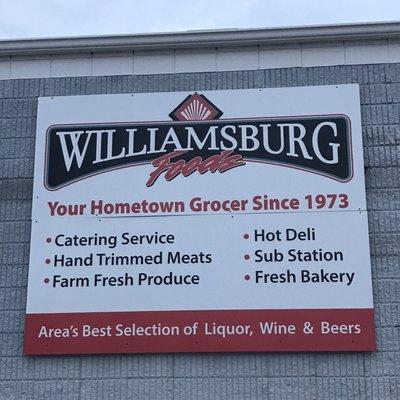 WILLIAMSBURG
Foods
Your Hometown Grocer Since 1973
• Catering Service
• Hand Trimmed Meats
• Farm Fresh Produce
• Hot Deli
• Sub Station
• Fresh Bakery
Area's Best Selection of Liquor, Wine & Beers